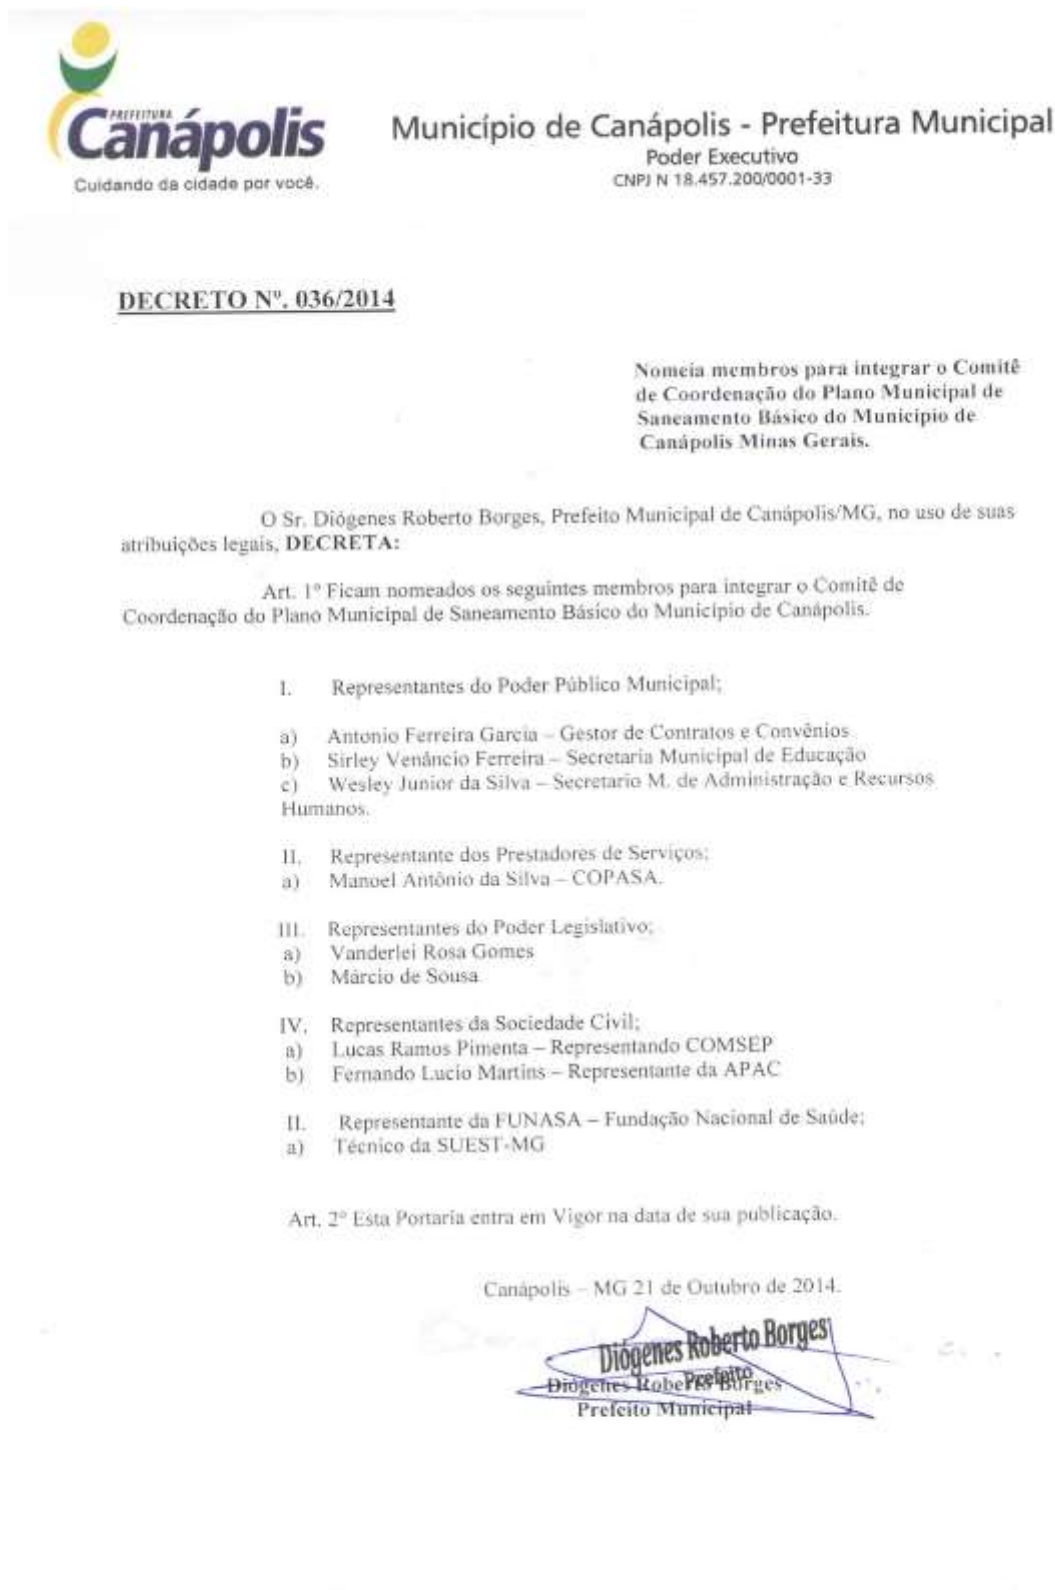 PREFEITURA
Canápolis
Cuidando da cidade por você.
Município de Canápolis - Prefeitura Municipal
Poder Executivo
CNPJ N 18.457.200/0001-33
DECRETO Nº. 036/2014
Nomeia membros para integrar o Comitê
de Coordenação do Plano Municipal de
Saneamento Básico do Município de
Canápolis Minas Gerais.
O Sr. Diógenes Roberto Borges, Prefeito Municipal de Canápolis/MG, no uso de suas
atribuições legais, DECRETA:
Art. 1º Ficam nomeados os seguintes membros para integrar o Comitê de
Coordenação do Plano Municipal de Saneamento Básico do Município de Canápolis.
I. Representantes do Poder Público Municipal;
a) Antonio Ferreira Garcia – Gestor de Contratos e Convênios
b) Sirley Venâncio Ferreira – Secretaria Municipal de Educação
c) Wesley Junior da Silva – Secretario M. de Administração e Recursos
Humanos.
II. Representante dos Prestadores de Serviços;
a) Manoel Antônio da Silva – COPASA.
III. Representantes do Poder Legislativo;
a) Vanderlei Rosa Gomes
b) Márcio de Sousa
IV. Representantes da Sociedade Civil;
a) Lucas Ramos Pimenta – Representando COMSEP
b) Fernando Lucio Martins – Representante da APAC
II. Representante da FUNASA – Fundação Nacional de Saúde;
a) Técnico da SUEST-MG
Art. 2º Esta Portaria entra em Vigor na data de sua publicação.
Canápolis – MG 21 de Outubro de 2014.
Diógenes Roberto Borges
Prefeito
Diógenes Roberto Borges
Prefeito Municipal